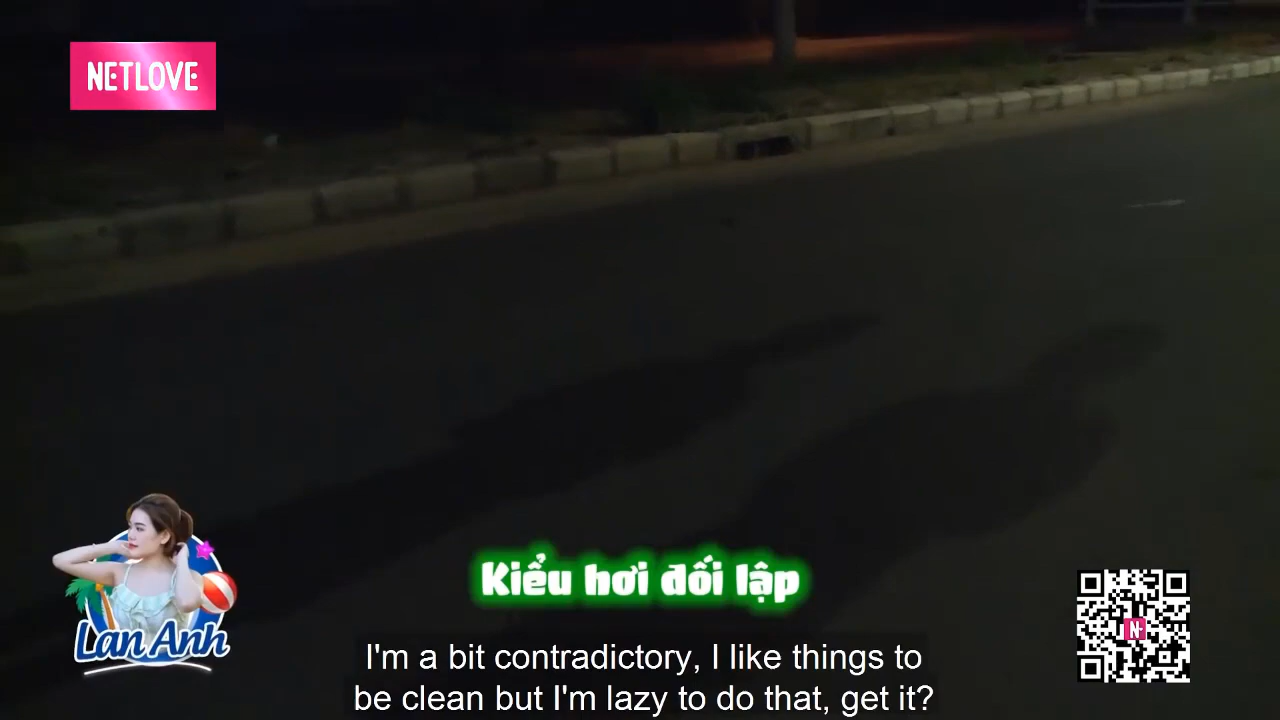 NETLOVE
Kiểu hơi đối lập
Lan Anh
I'm a bit contradictory, I like things to
be clean but I'm lazy to do that, get it?
N